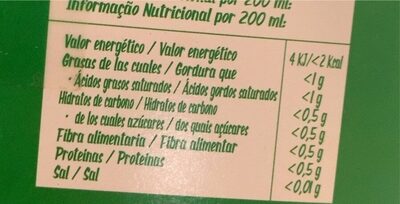 por 200 ml:
Informação Nutricional por 200 ml:
Valor energético / Valor energético 4 KJ/<2 Kcal
Grasas de las cuales / Gordura que <1 g
· Ácidos grasos saturados / Ácidos gordos saturados <1 g
Hidratos de carbono / Hidratos de carbono <0,5 g
· de los cuales azúcares / dos quais açúcares <0,5 g
Fibra alimentaria / Fibra alimentar <0,5 g
Proteínas / Proteínas <0,5 g
Sal / Sal <0,01 g